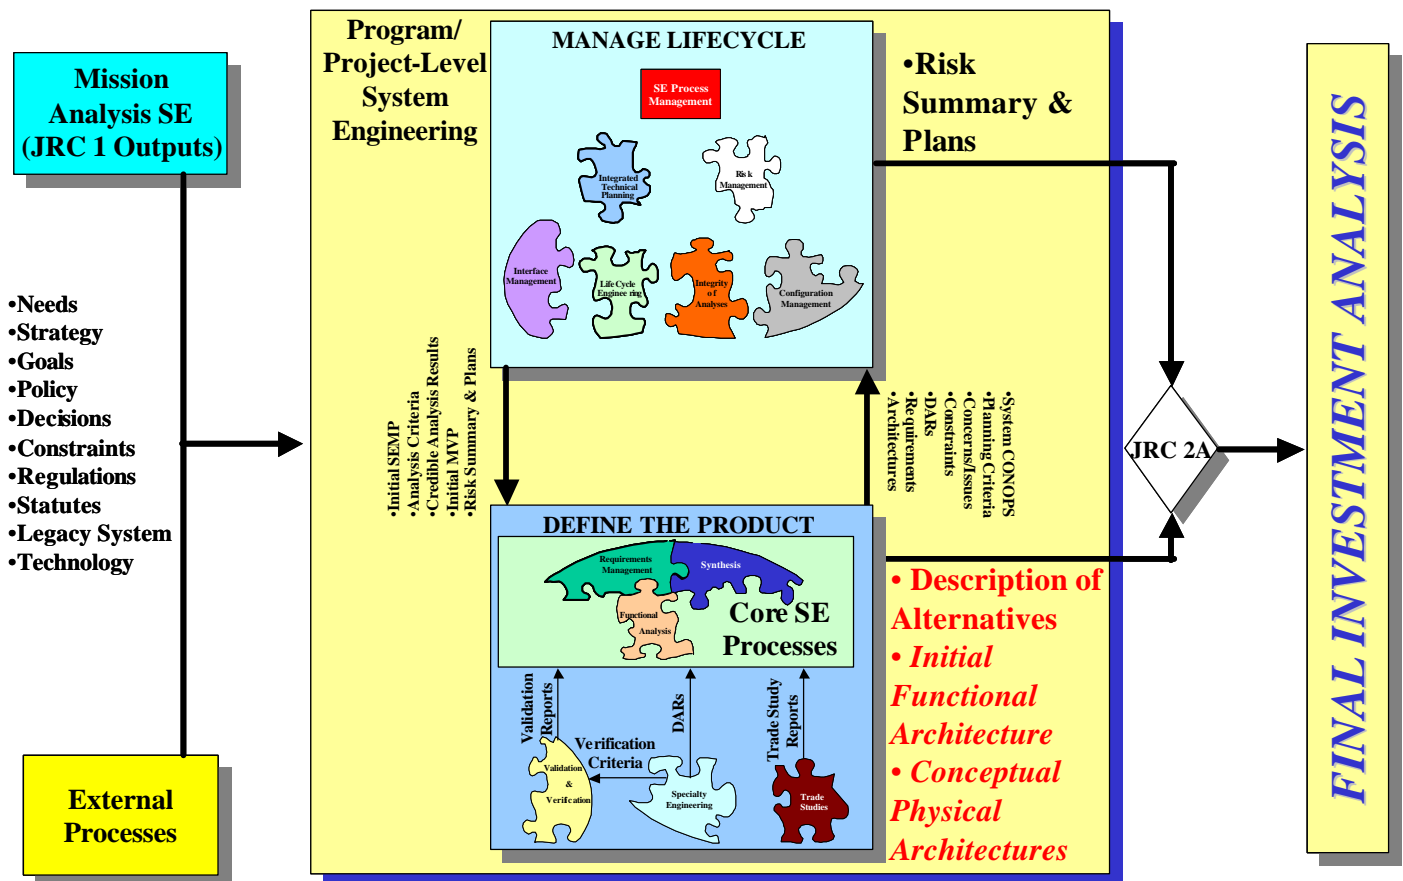 Mission
Analysis SE
(JRC 1 Outputs)
•Needs
•Strategy
•Goals
•Policy
•Decisions
•Constraints
•Regulations
•Statutes
•Legacy System
•Technology
External
Processes
Program/
Project-Level
System
Engineering
MANAGE LIFECYCLE
SE Process
Management
Integrated
Technical
Planning
Risk
Management
Interface
Management
Life Cycle
Engineering
Integrity
of
Analyses
Configuration
Management
•Risk
Summary &
Plans
•Initial SEMP
•Analysis Criteria
•Credible Analysis Results
•Initial MVP
•Risk Summary & Plans
•System CONOPS
•Planning Criteria
•Concerns/Issues
•Constraints
•DARs
•Requirements
•Architectures
DEFINE THE PRODUCT
Requirements
Management
Synthesis
Functional
Analysis
Core SE
Processes
Validation
Reports
DARs
Trade Study
Reports
Verification
Criteria
Validation
&
Verification
Specialty
Engineering
Trade
Studies
• Description of
Alternatives
• Initial
Functional
Architecture
• Conceptual
Physical
Architectures
JRC 2A
FINAL INVESTMENT ANALYSIS